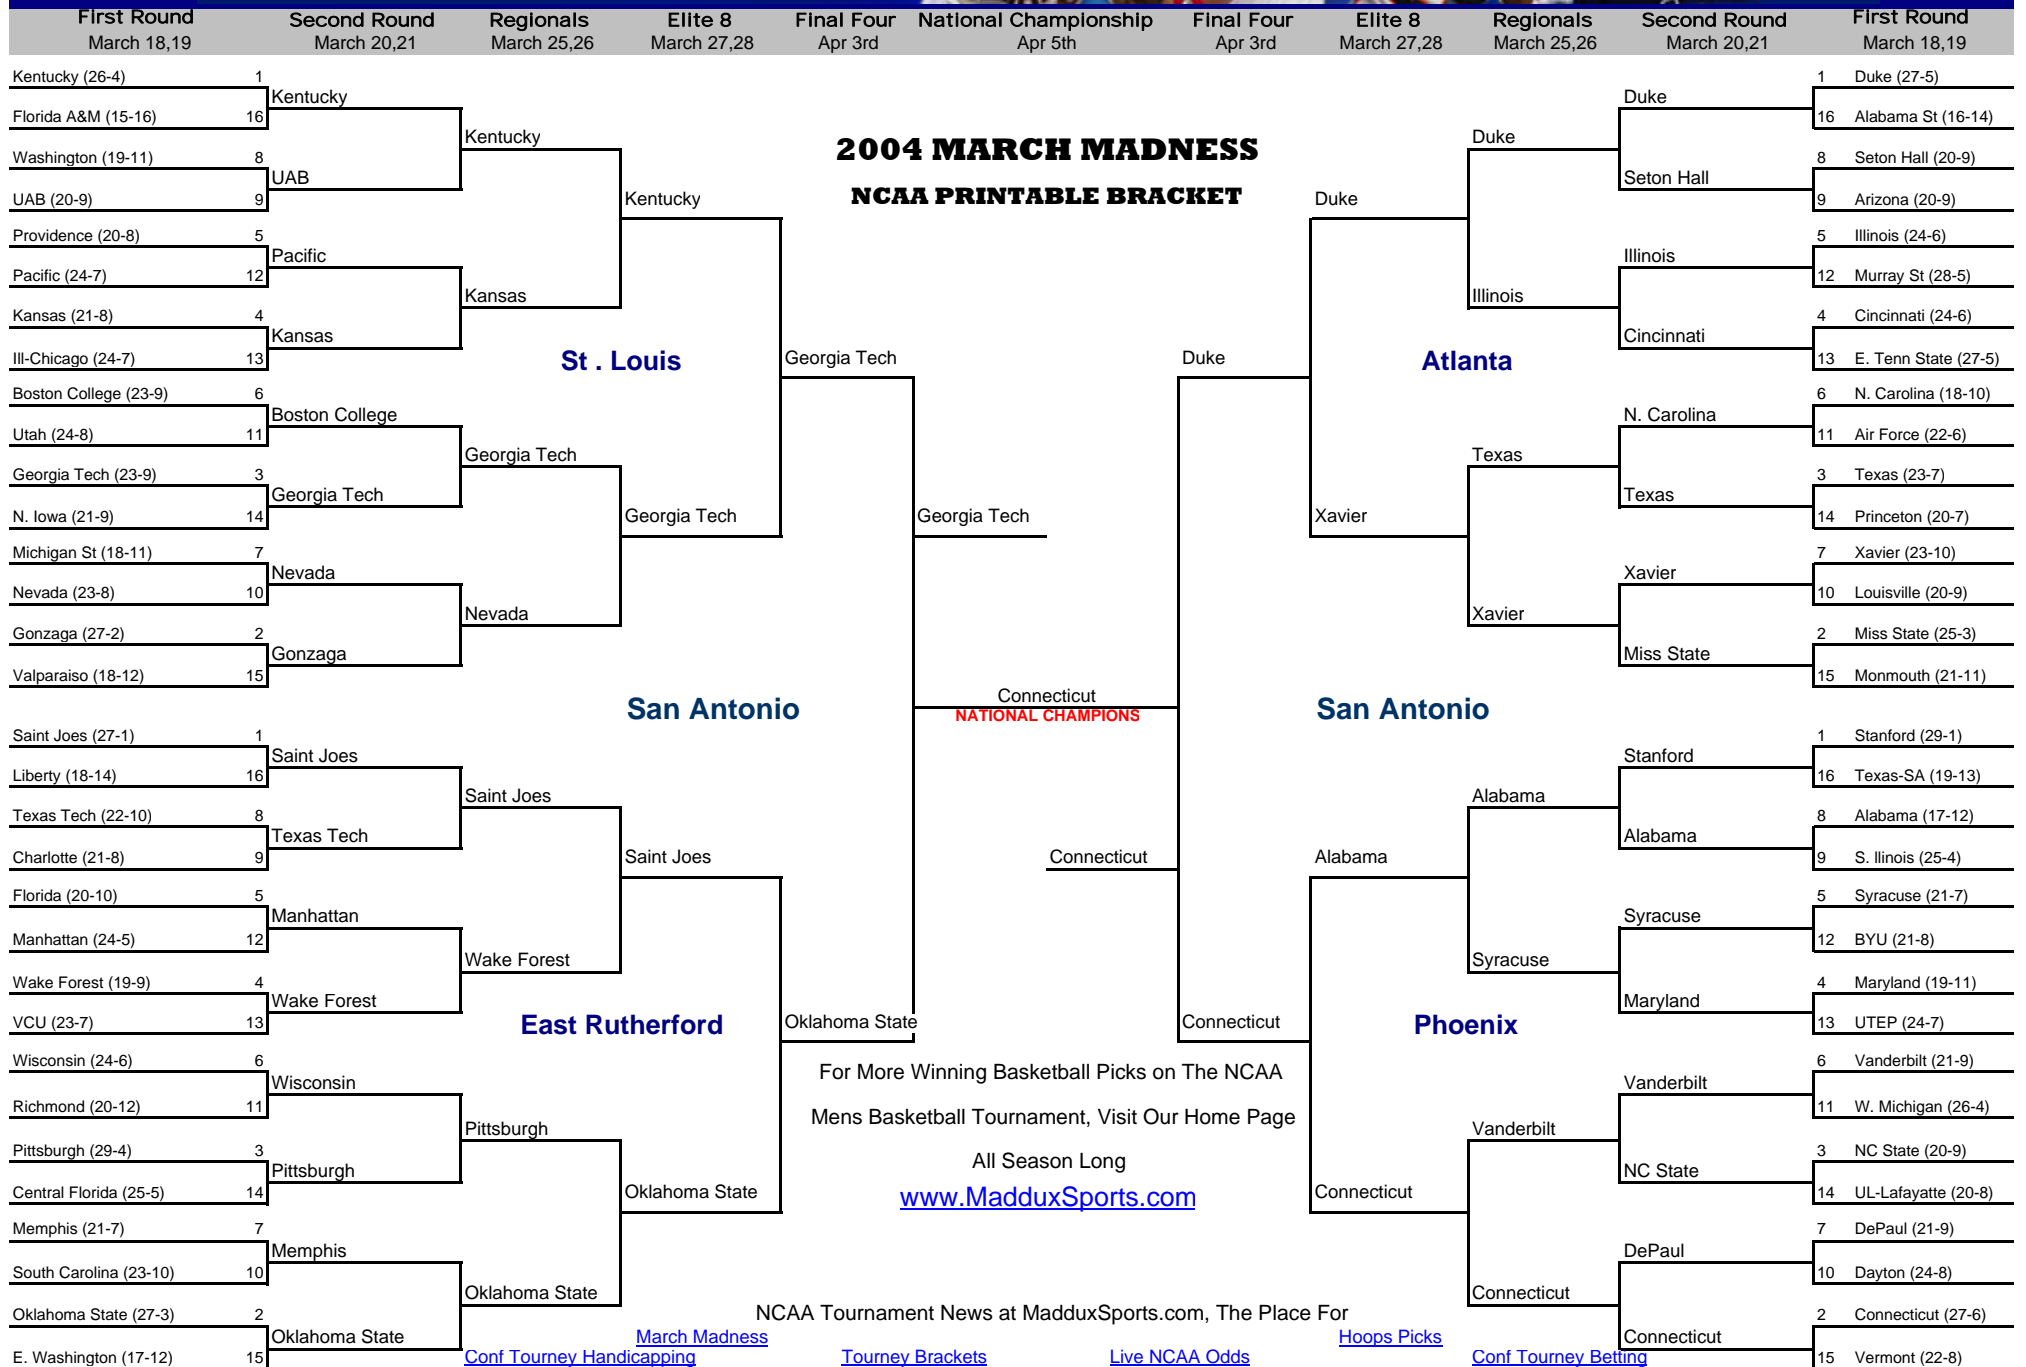 First Round Second Round Regionals Elite 8 Final Four National Championship Final Four Elite 8 Regionals Second Round First Round
March 18,19 March 20,21 March 25,26 March 27,28 Apr 3rd Apr 5th Apr 3rd March 27,28 March 25,26 March 20,21 March 18,19
2004 MARCH MADNESS
NCAA PRINTABLE BRACKET
Kentucky (26-4) 1
Florida A&M (15-16) 16
Washington (19-11) 8
UAB (20-9) 9
Providence (20-8) 5
Pacific (24-7) 12
Kansas (21-8) 4
Ill-Chicago (24-7) 13
Boston College (23-9) 6
Utah (24-8) 11
Georgia Tech (23-9) 3
N. Iowa (21-9) 14
Michigan St (18-11) 7
Nevada (23-8) 10
Gonzaga (27-2) 2
Valparaiso (18-12) 15
Kentucky
UAB
Pacific
Kansas
Boston College
Georgia Tech
Nevada
Gonzaga
Kentucky
Kansas
Georgia Tech
Nevada
Kentucky
Georgia Tech
St . Louis
Georgia Tech
Georgia Tech
San Antonio
Saint Joes (27-1) 1
Liberty (18-14) 16
Texas Tech (22-10) 8
Charlotte (21-8) 9
Florida (20-10) 5
Manhattan (24-5) 12
Wake Forest (19-9) 4
VCU (23-7) 13
Wisconsin (24-6) 6
Richmond (20-12) 11
Pittsburgh (29-4) 3
Central Florida (25-5) 14
Memphis (21-7) 7
South Carolina (23-10) 10
Oklahoma State (27-3) 2
E. Washington (17-12) 15
Saint Joes
Texas Tech
Manhattan
Wake Forest
Wisconsin
Pittsburgh
Memphis
Oklahoma State
Saint Joes
Wake Forest
Pittsburgh
Oklahoma State
Saint Joes
Oklahoma State
East Rutherford
Oklahoma State
Connecticut
NATIONAL CHAMPIONS
Connecticut
Duke
Atlanta
Duke
Xavier
Duke
Illinois
Texas
Xavier
Duke
Seton Hall
Illinois
Cincinnati
N. Carolina
Texas
Xavier
Miss State
1 Duke (27-5)
16 Alabama St (16-14)
8 Seton Hall (20-9)
9 Arizona (20-9)
5 Illinois (24-6)
12 Murray St (28-5)
4 Cincinnati (24-6)
13 E. Tenn State (27-5)
6 N. Carolina (18-10)
11 Air Force (22-6)
3 Texas (23-7)
14 Princeton (20-7)
7 Xavier (23-10)
10 Louisville (20-9)
2 Miss State (25-3)
15 Monmouth (21-11)
San Antonio
Connecticut
Phoenix
Alabama
Connecticut
Alabama
Syracuse
Vanderbilt
Connecticut
Stanford
Alabama
Syracuse
Maryland
Vanderbilt
NC State
DePaul
Connecticut
1 Stanford (29-1)
16 Texas-SA (19-13)
8 Alabama (17-12)
9 S. llinois (25-4)
5 Syracuse (21-7)
12 BYU (21-8)
4 Maryland (19-11)
13 UTEP (24-7)
6 Vanderbilt (21-9)
11 W. Michigan (26-4)
3 NC State (20-9)
14 UL-Lafayatte (20-8)
7 DePaul (21-9)
10 Dayton (24-8)
2 Connecticut (27-6)
15 Vermont (22-8)
For More Winning Basketball Picks on The NCAA
Mens Basketball Tournament, Visit Our Home Page
All Season Long
www.MadduxSports.com
NCAA Tournament News at MadduxSports.com, The Place For
March Madness Hoops Picks
Conf Tourney Handicapping Tourney Brackets Live NCAA Odds Conf Tourney Betting